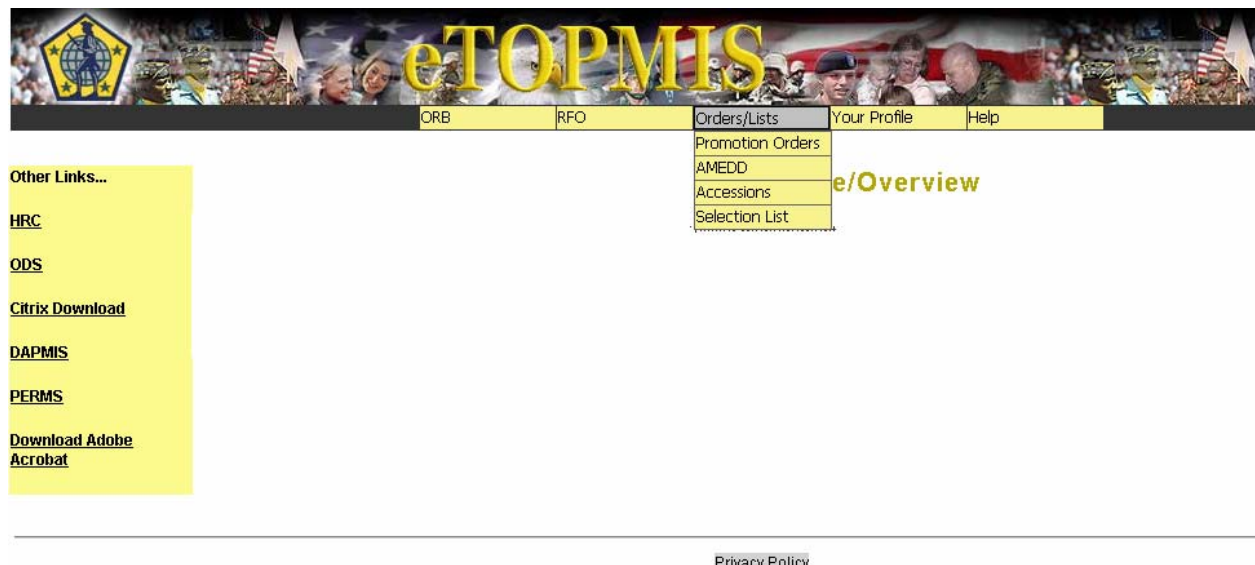 eTOPMIS
ORB RFO Orders/Lists Your Profile Help
Promotion Orders
AMEDD
Accessions
Selection List
e/Overview
Other Links...
HRC
ODS
Citrix Download
DAPMIS
PERMS
Download Adobe
Acrobat
Privacy Policy